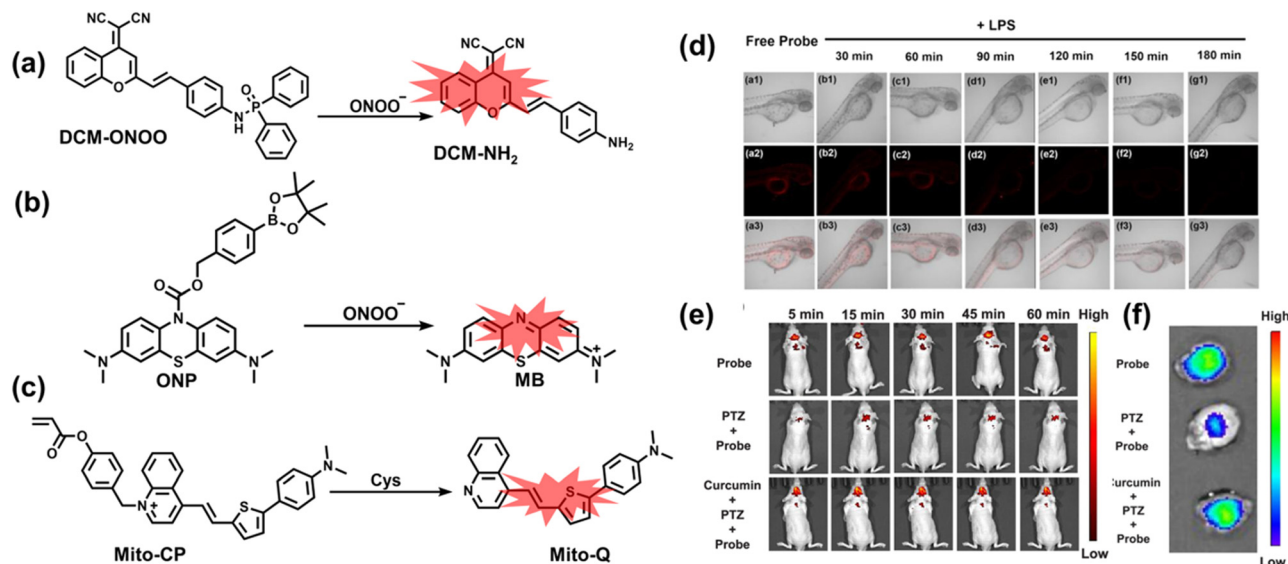 (a)
NC CN
O
O
P
N
H
DCM-ONOO
ONOO⁻
NC CN
O
NH₂
DCM-NH₂
(b)
O B O
O
O
N
N S N
ONP
ONOO⁻
N
N S N⁺
MB
(c)
O
O
N⁺
S
N
Mito-CP
Cys
N
S
N
Mito-Q
(d)
+ LPS
Free Probe 30 min 60 min 90 min 120 min 150 min 180 min
(a1) (b1) (c1) (d1) (e1) (f1) (g1)
(a2) (b2) (c2) (d2) (e2) (f2) (g2)
(a3) (b3) (c3) (d3) (e3) (f3) (g3)
(e)
5 min 15 min 30 min 45 min 60 min
High
Probe
PTZ
+
Probe
Curcumin
+
PTZ
+
Probe
Low
(f)
High
Probe
PTZ
+
Probe
Curcumin
+
PTZ
+
Probe
Low